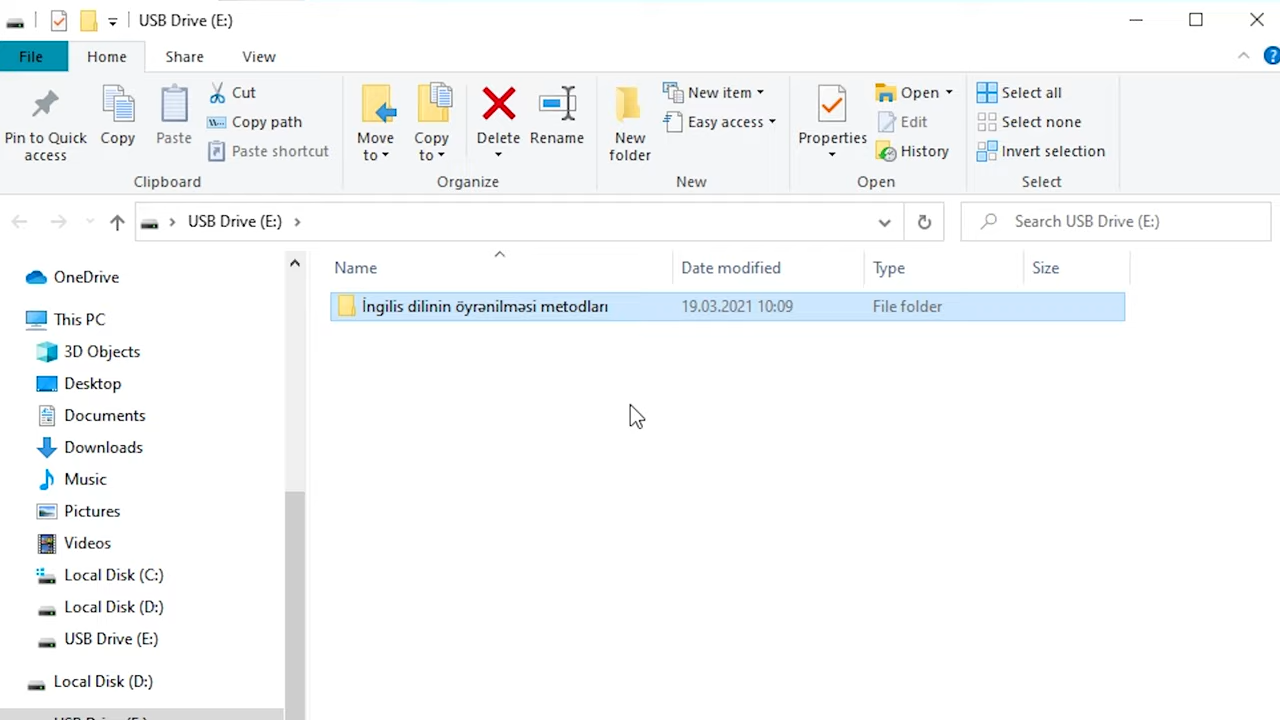 USB Drive (E:)
File Home Share View
Pin to Quick access
Copy
Paste
Cut
Copy path
Paste shortcut
Clipboard
Move to
Copy to
Delete
Rename
Organize
New folder
New item
Easy access
New
Properties
Open
Edit
History
Open
Select all
Select none
Invert selection
Select
USB Drive (E:)
Search USB Drive (E:)
Name Date modified Type Size
İngilis dilinin öyrənilməsi metodları 19.03.2021 10:09 File folder
OneDrive
This PC
3D Objects
Desktop
Documents
Downloads
Music
Pictures
Videos
Local Disk (C:)
Local Disk (D:)
USB Drive (E:)
Local Disk (D:)